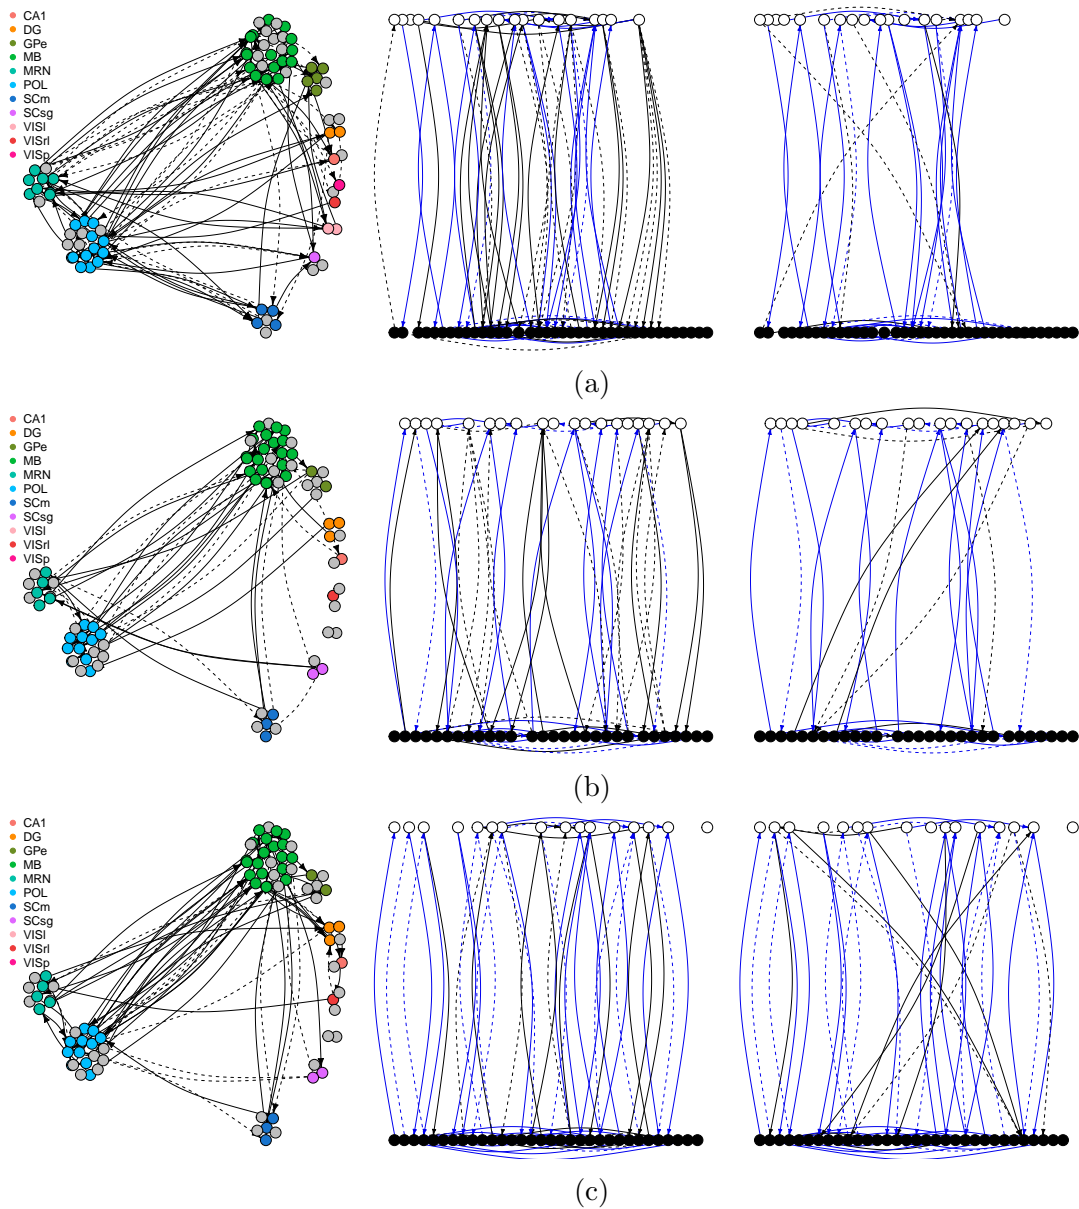 CA1
DG
GPe
MB
MRN
POL
SCm
SCsg
VISl
VISrl
VISp
(a)
CA1
DG
GPe
MB
MRN
POL
SCm
SCsg
VISl
VISrl
VISp
(b)
CA1
DG
GPe
MB
MRN
POL
SCm
SCsg
VISl
VISrl
VISp
(c)